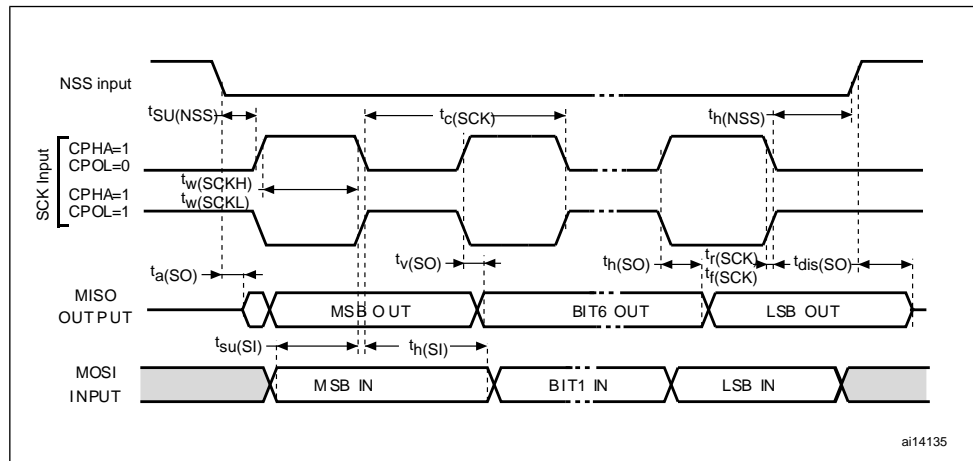 NSS input
tSU(NSS)
tc(SCK)
th(NSS)
SCK Input
CPHA=1
CPOL=0
tw(SCKH)
tw(SCKL)
CPHA=1
CPOL=1
ta(SO)
tv(SO)
th(SO)
tr(SCK)
tf(SCK)
tdis(SO)
MISO
OUTPUT
MSB OUT
BIT6 OUT
LSB OUT
tsu(SI)
th(SI)
MOSI
INPUT
MSB IN
BIT1 IN
LSB IN
ai14135